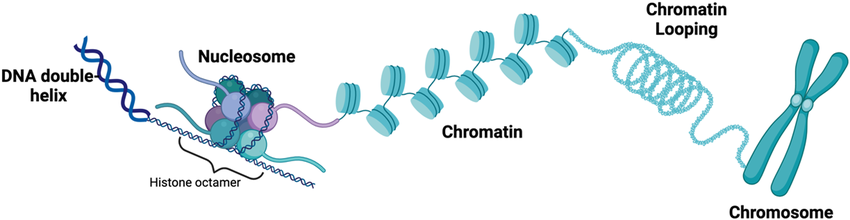 DNA double-
helix
Nucleosome
Histone octamer
Chromatin
Chromatin
Looping
Chromosome